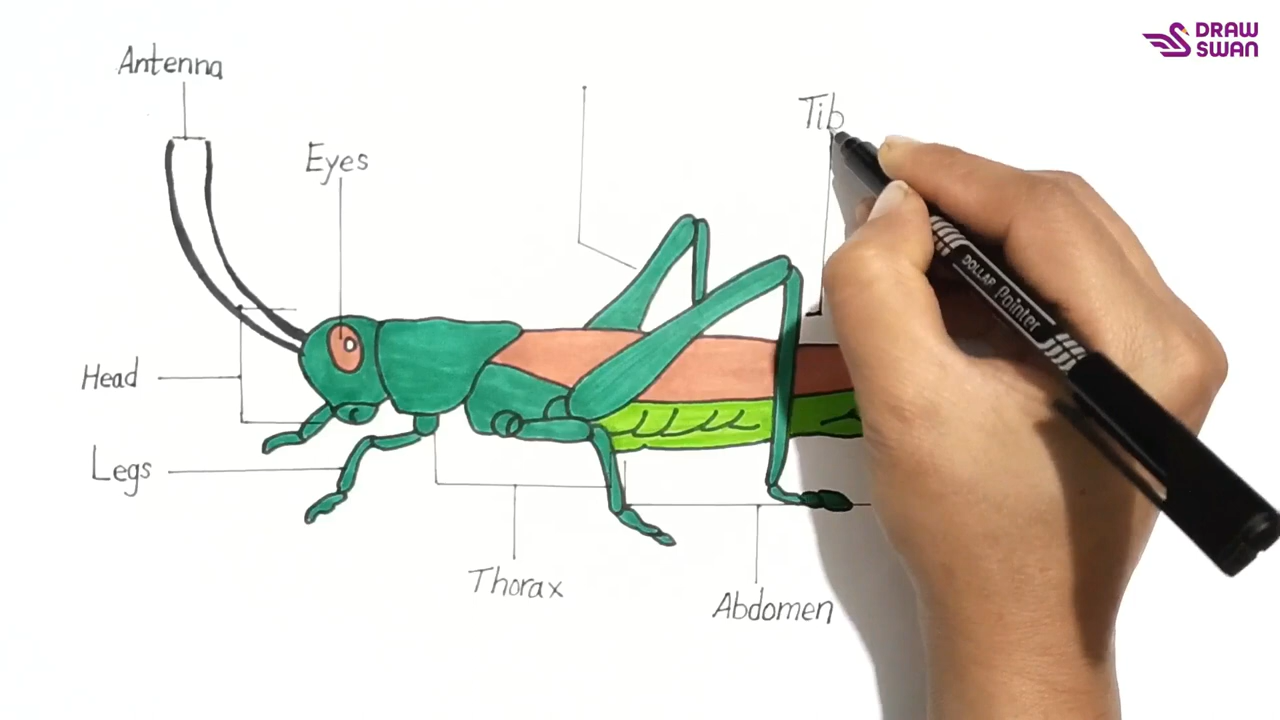 DRAW
SWAN
Antenna
Tib
Eyes
DOLLAR Pointer
Head
Legs
Thorax
Abdomen